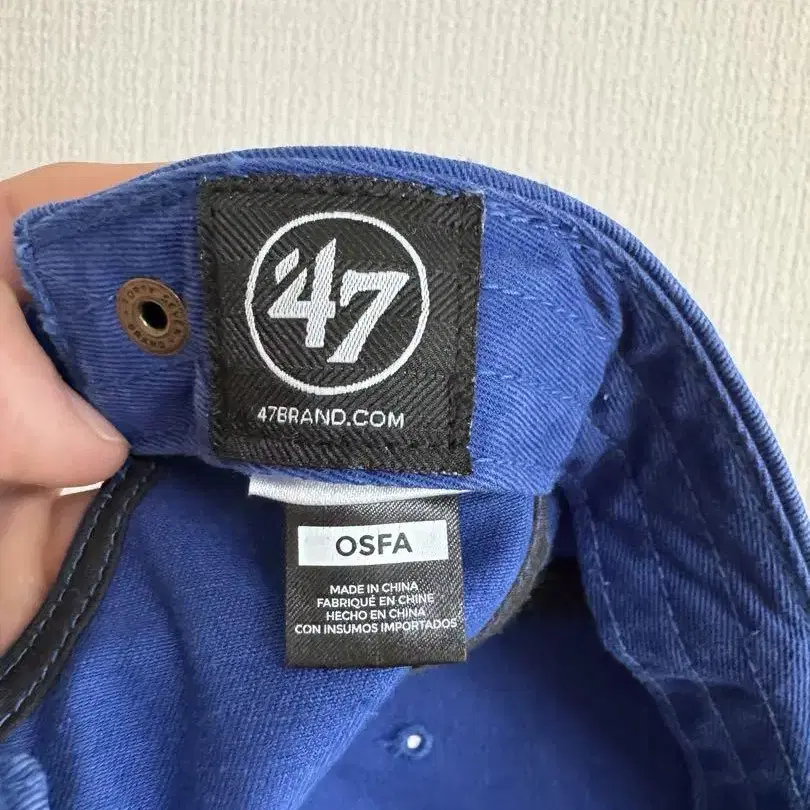 '47
47BRAND.COM
OSFA
MADE IN CHINA
FABRIQUÉ EN CHINE
HECHO EN CHINA
CON INSUMOS IMPORTADOS